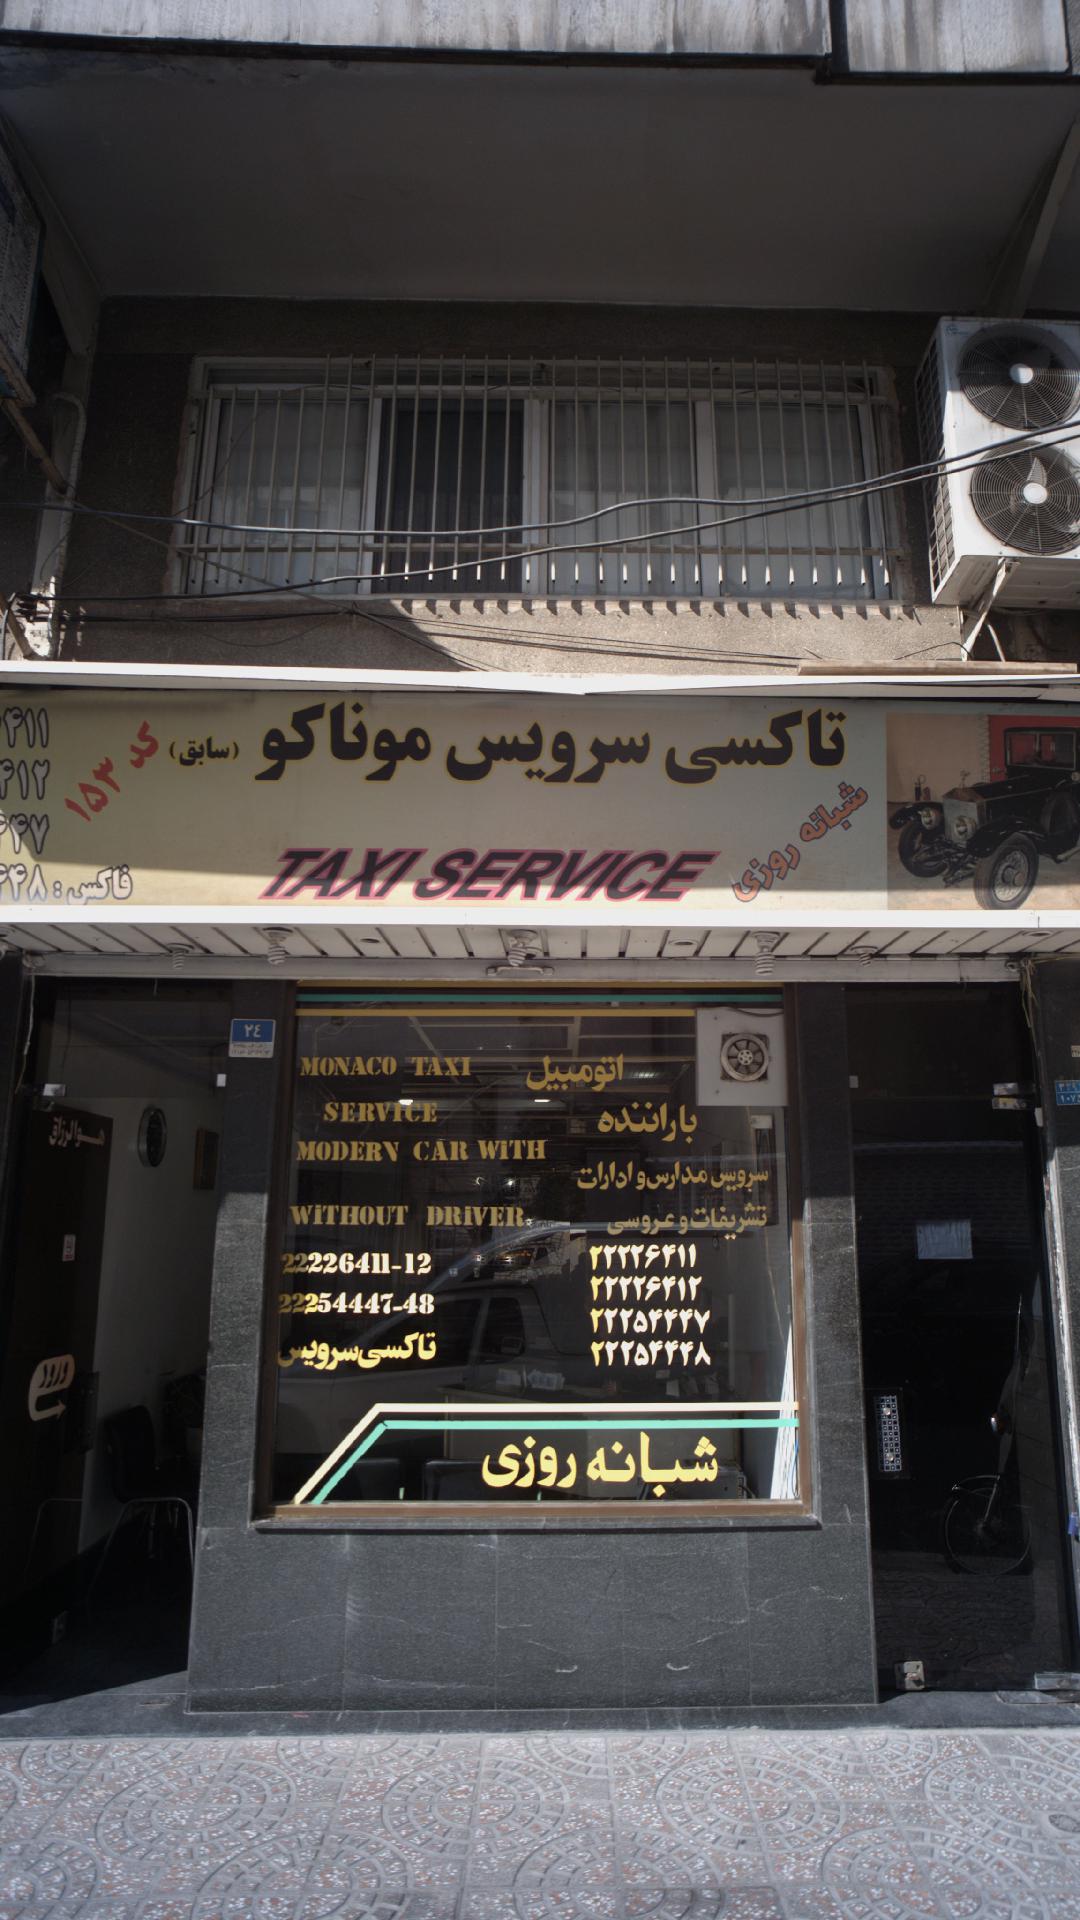 تاکسی سرویس موناکو (سابق)
کد ۱۵۳
شبانه روزی
TAXI SERVICE
فاکس:
۲۴
هوالرزاق
ورود
MONACO TAXI
SERVICE
MODERN CAR WITH
WITHOUT DRIVER
22226411-12
22254447-48
تاکسی سرویس
اتومبیل
باراننده
سرویس مدارس و ادارات
تشریفات و عروسی
۲۲۲۲۶۴۱۱
۲۲۲۲۶۴۱۲
۲۲۲۵۴۴۴۷
۲۲۲۵۴۴۴۸
شبانه روزی